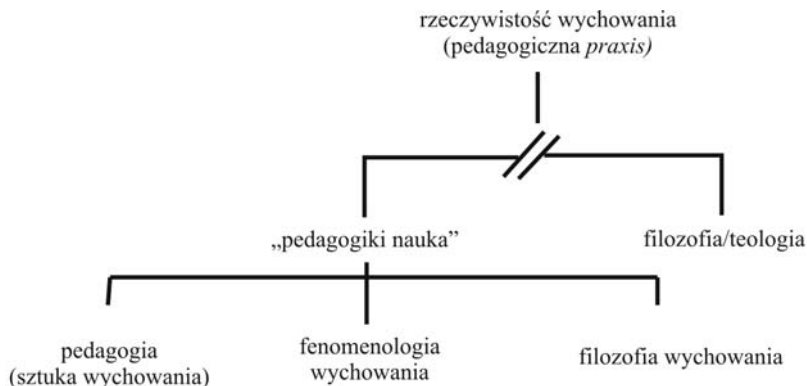 rzeczywistość wychowania
(pedagogiczna praxis)
„pedagogiki nauka”
filozofia/teologia
pedagogia
(sztuka wychowania)
fenomenologia
wychowania
filozofia wychowania